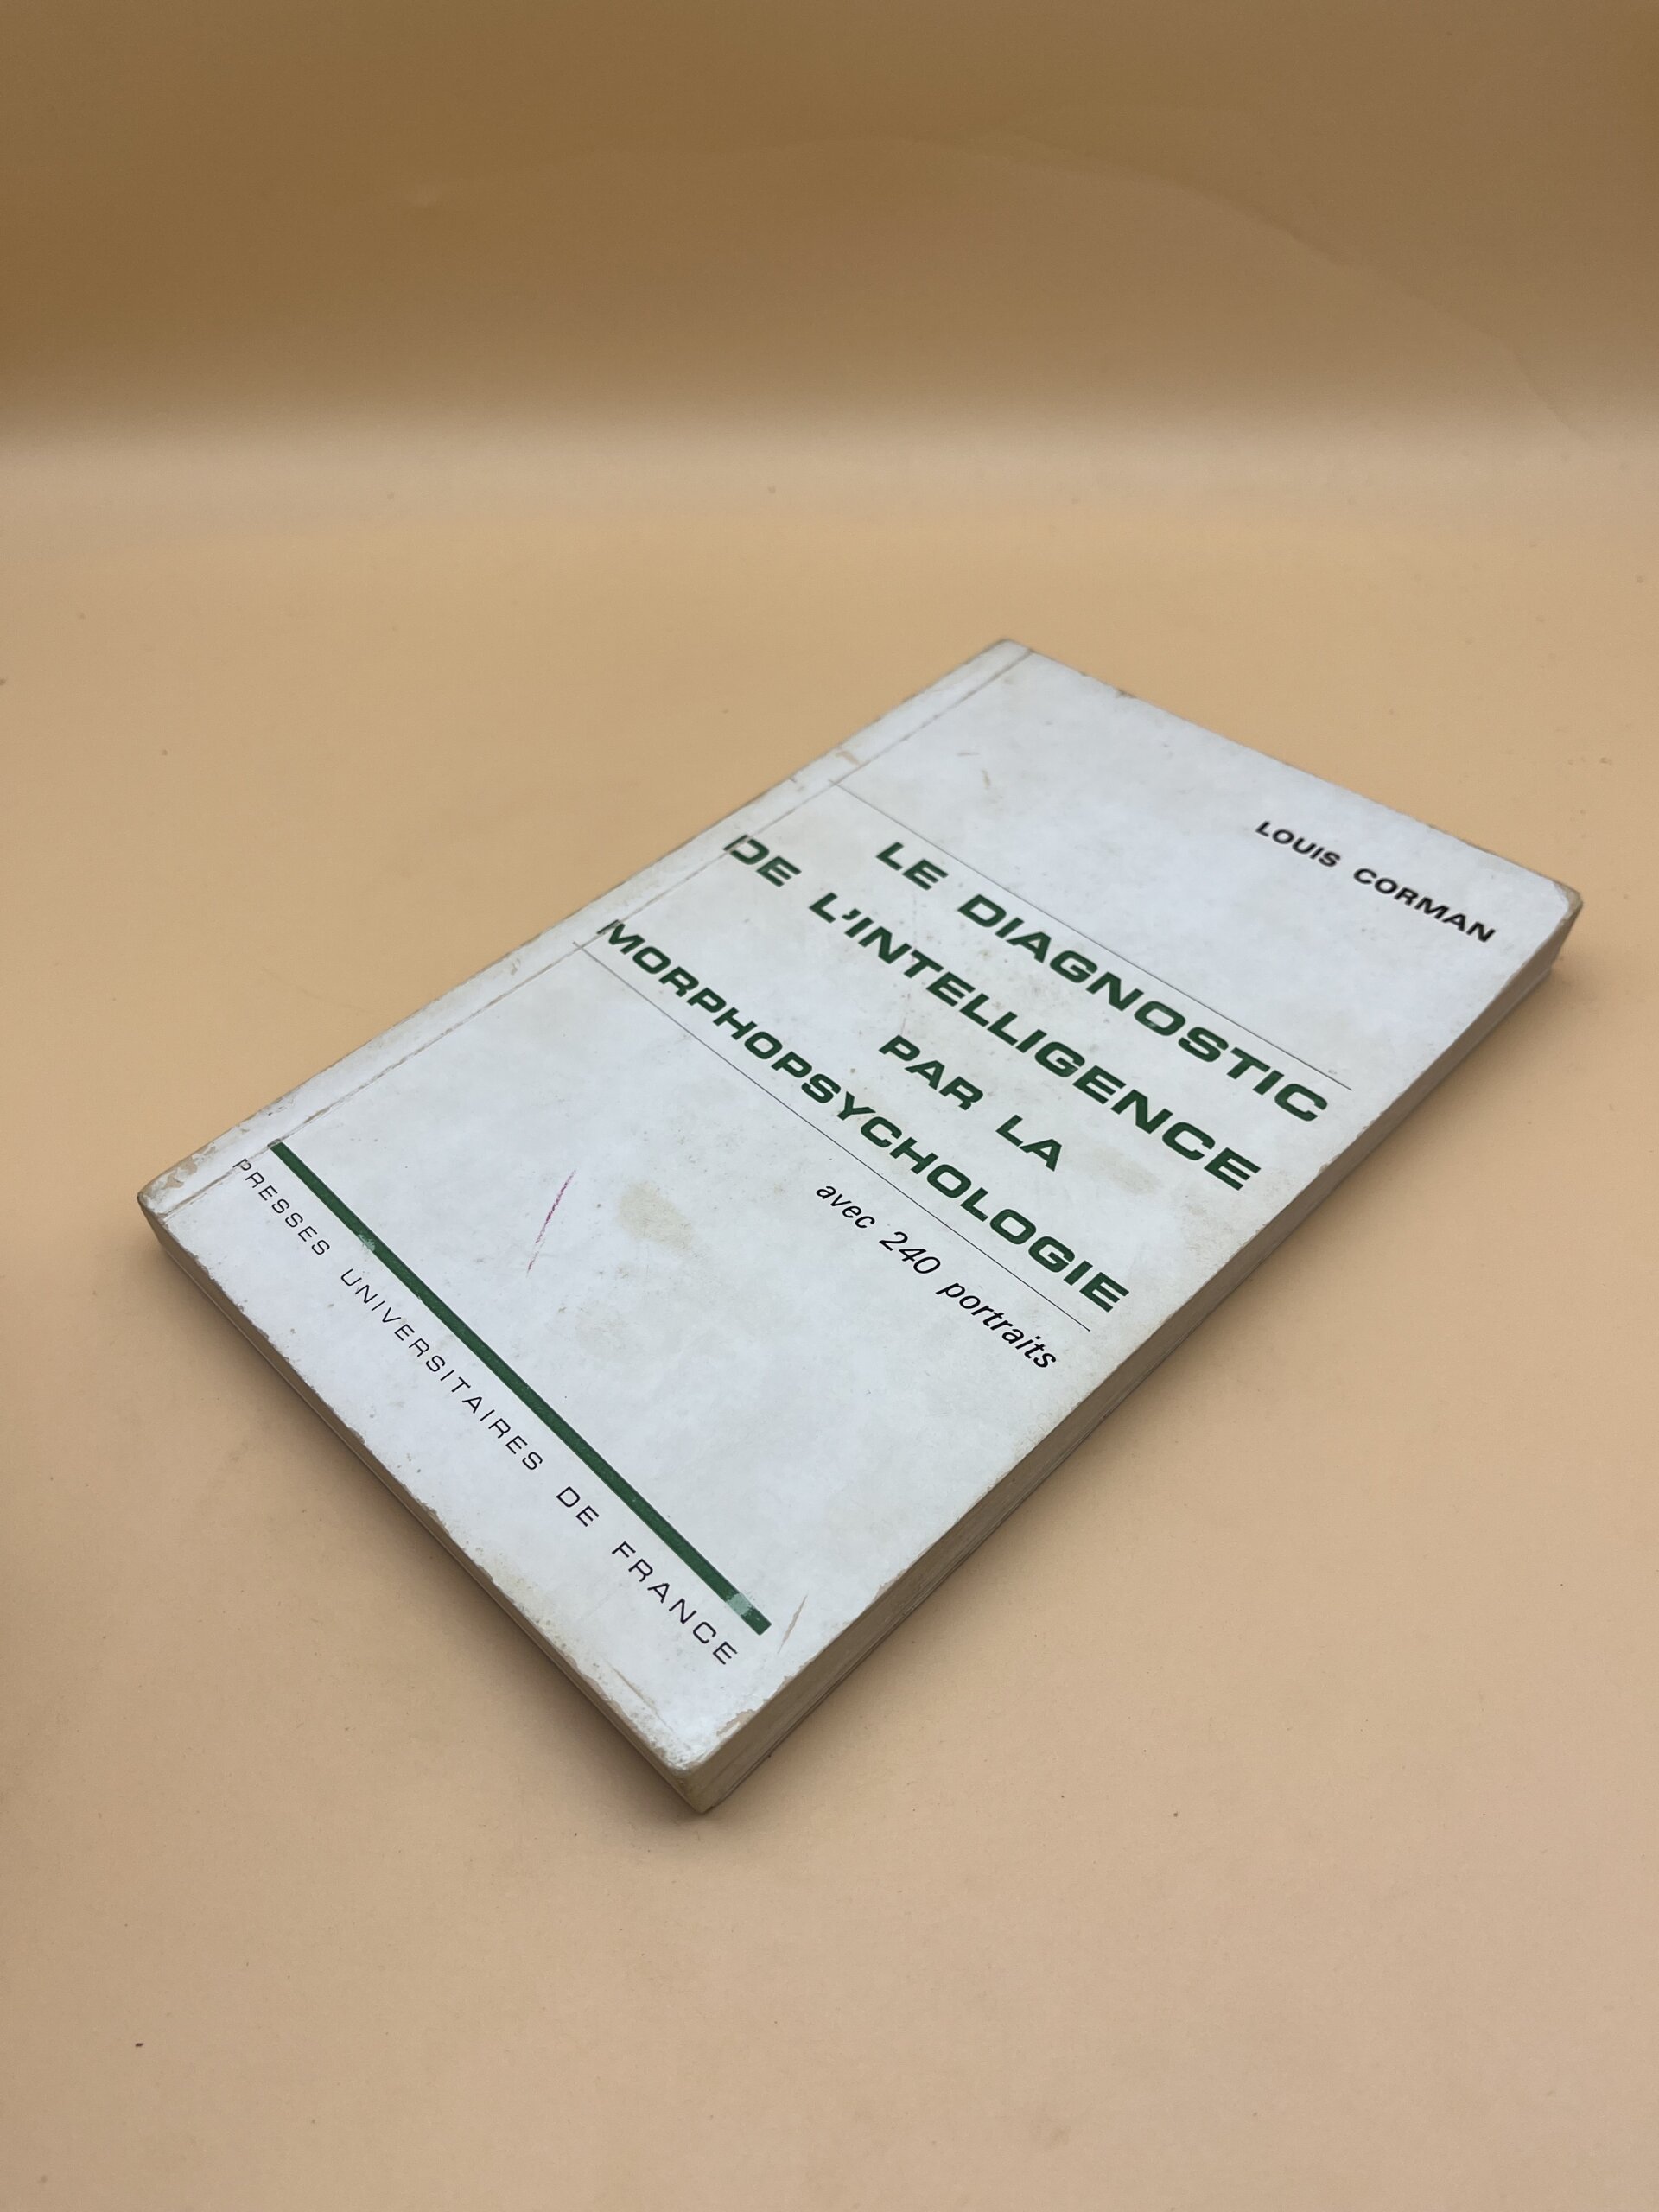 LOUIS CORMAN
LE DIAGNOSTIC
DE L'INTELLIGENCE
PAR LA
MORPHOPSYCHOLOGIE
avec 240 portraits
PRESSES UNIVERSITAIRES DE FRANCE